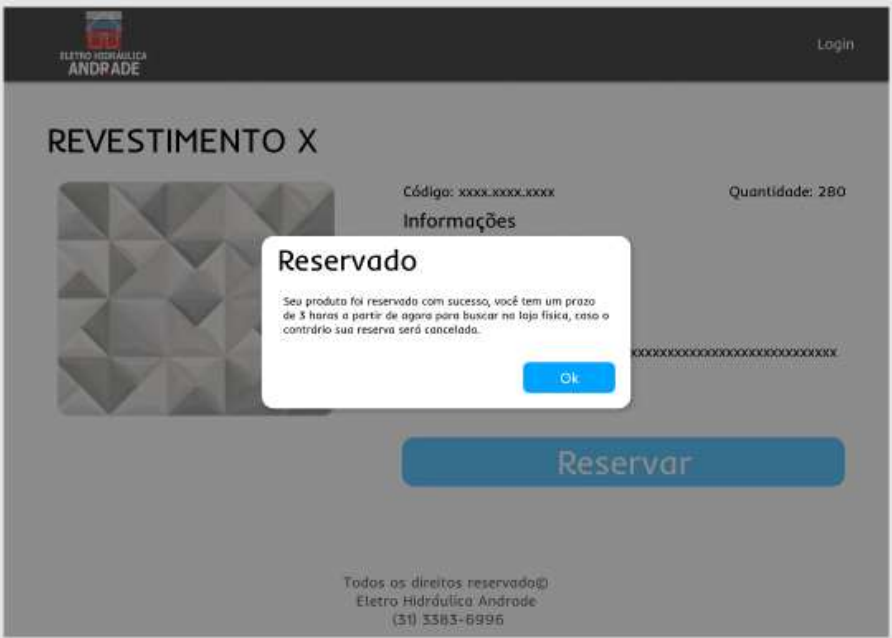 ELETRO HIDRÁULICA
ANDRADE
Login
REVESTIMENTO X
Código: xxxx.xxxx.xxxx
Quantidade: 280
Informações
Reservado
Seu produto foi reservado com sucesso, você tem um prazo
de 3 horas a partir de agora para buscar na loja física, caso o
contrário sua reserva será cancelada.
Ok
xxxxxxxxxxxxxxxxxxxxxxxxxxxxx
Reservar
Todos os direitos reservado©
Eletro Hidráulica Andrade
(31) 3383-6996